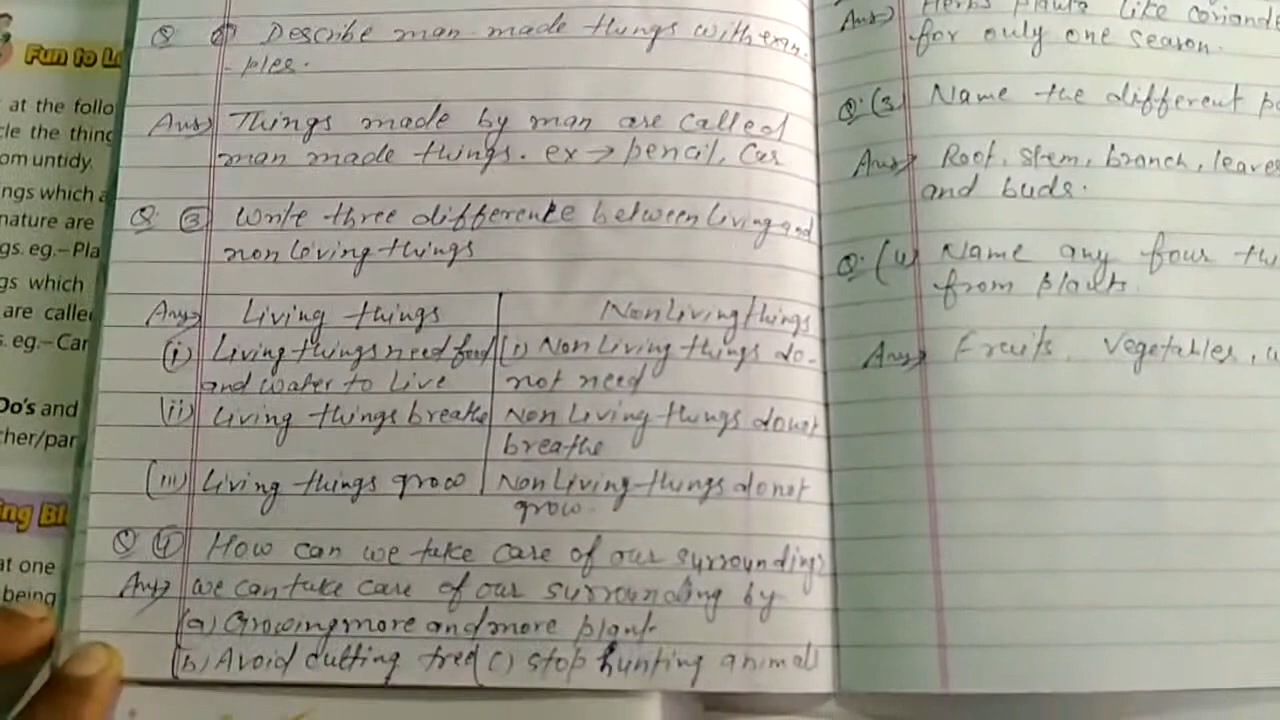 Fun to L
at the follo
cle the thing
om untidy.
ngs which a
nature are
gs. eg.-Pla
gs which
are calle
s. eg.-Car
Do's and
cher/par
ing Bl
at one
being
Q Describe man made things with exam-
ples.
Ans) Things made by man are called
man made things. ex → pencil, Car
Q. (3) Write three difference between living and
non living things
Ans) Living things Non Living things
(i) Living things need food (i) Non Living things do-
and water to live not need
(ii) Living things breathe Non Living things donot
breathe
(iii) Living things grow Non Living things donot
grow.
Q (4) How can we take care of our surroundings
Ans) we can take care of our surrounding by
(a) Growing more and more plant
(b) Avoid cutting tree (c) stop hunting animal
Ans) Herbs plants like coriande
for only one season.
Q. (3 Name the different p
Ans) Root, stem, branch, leaves
and buds.
Q. (4) Name any four th
from plants.
Ans) Fruits, Vegetables,